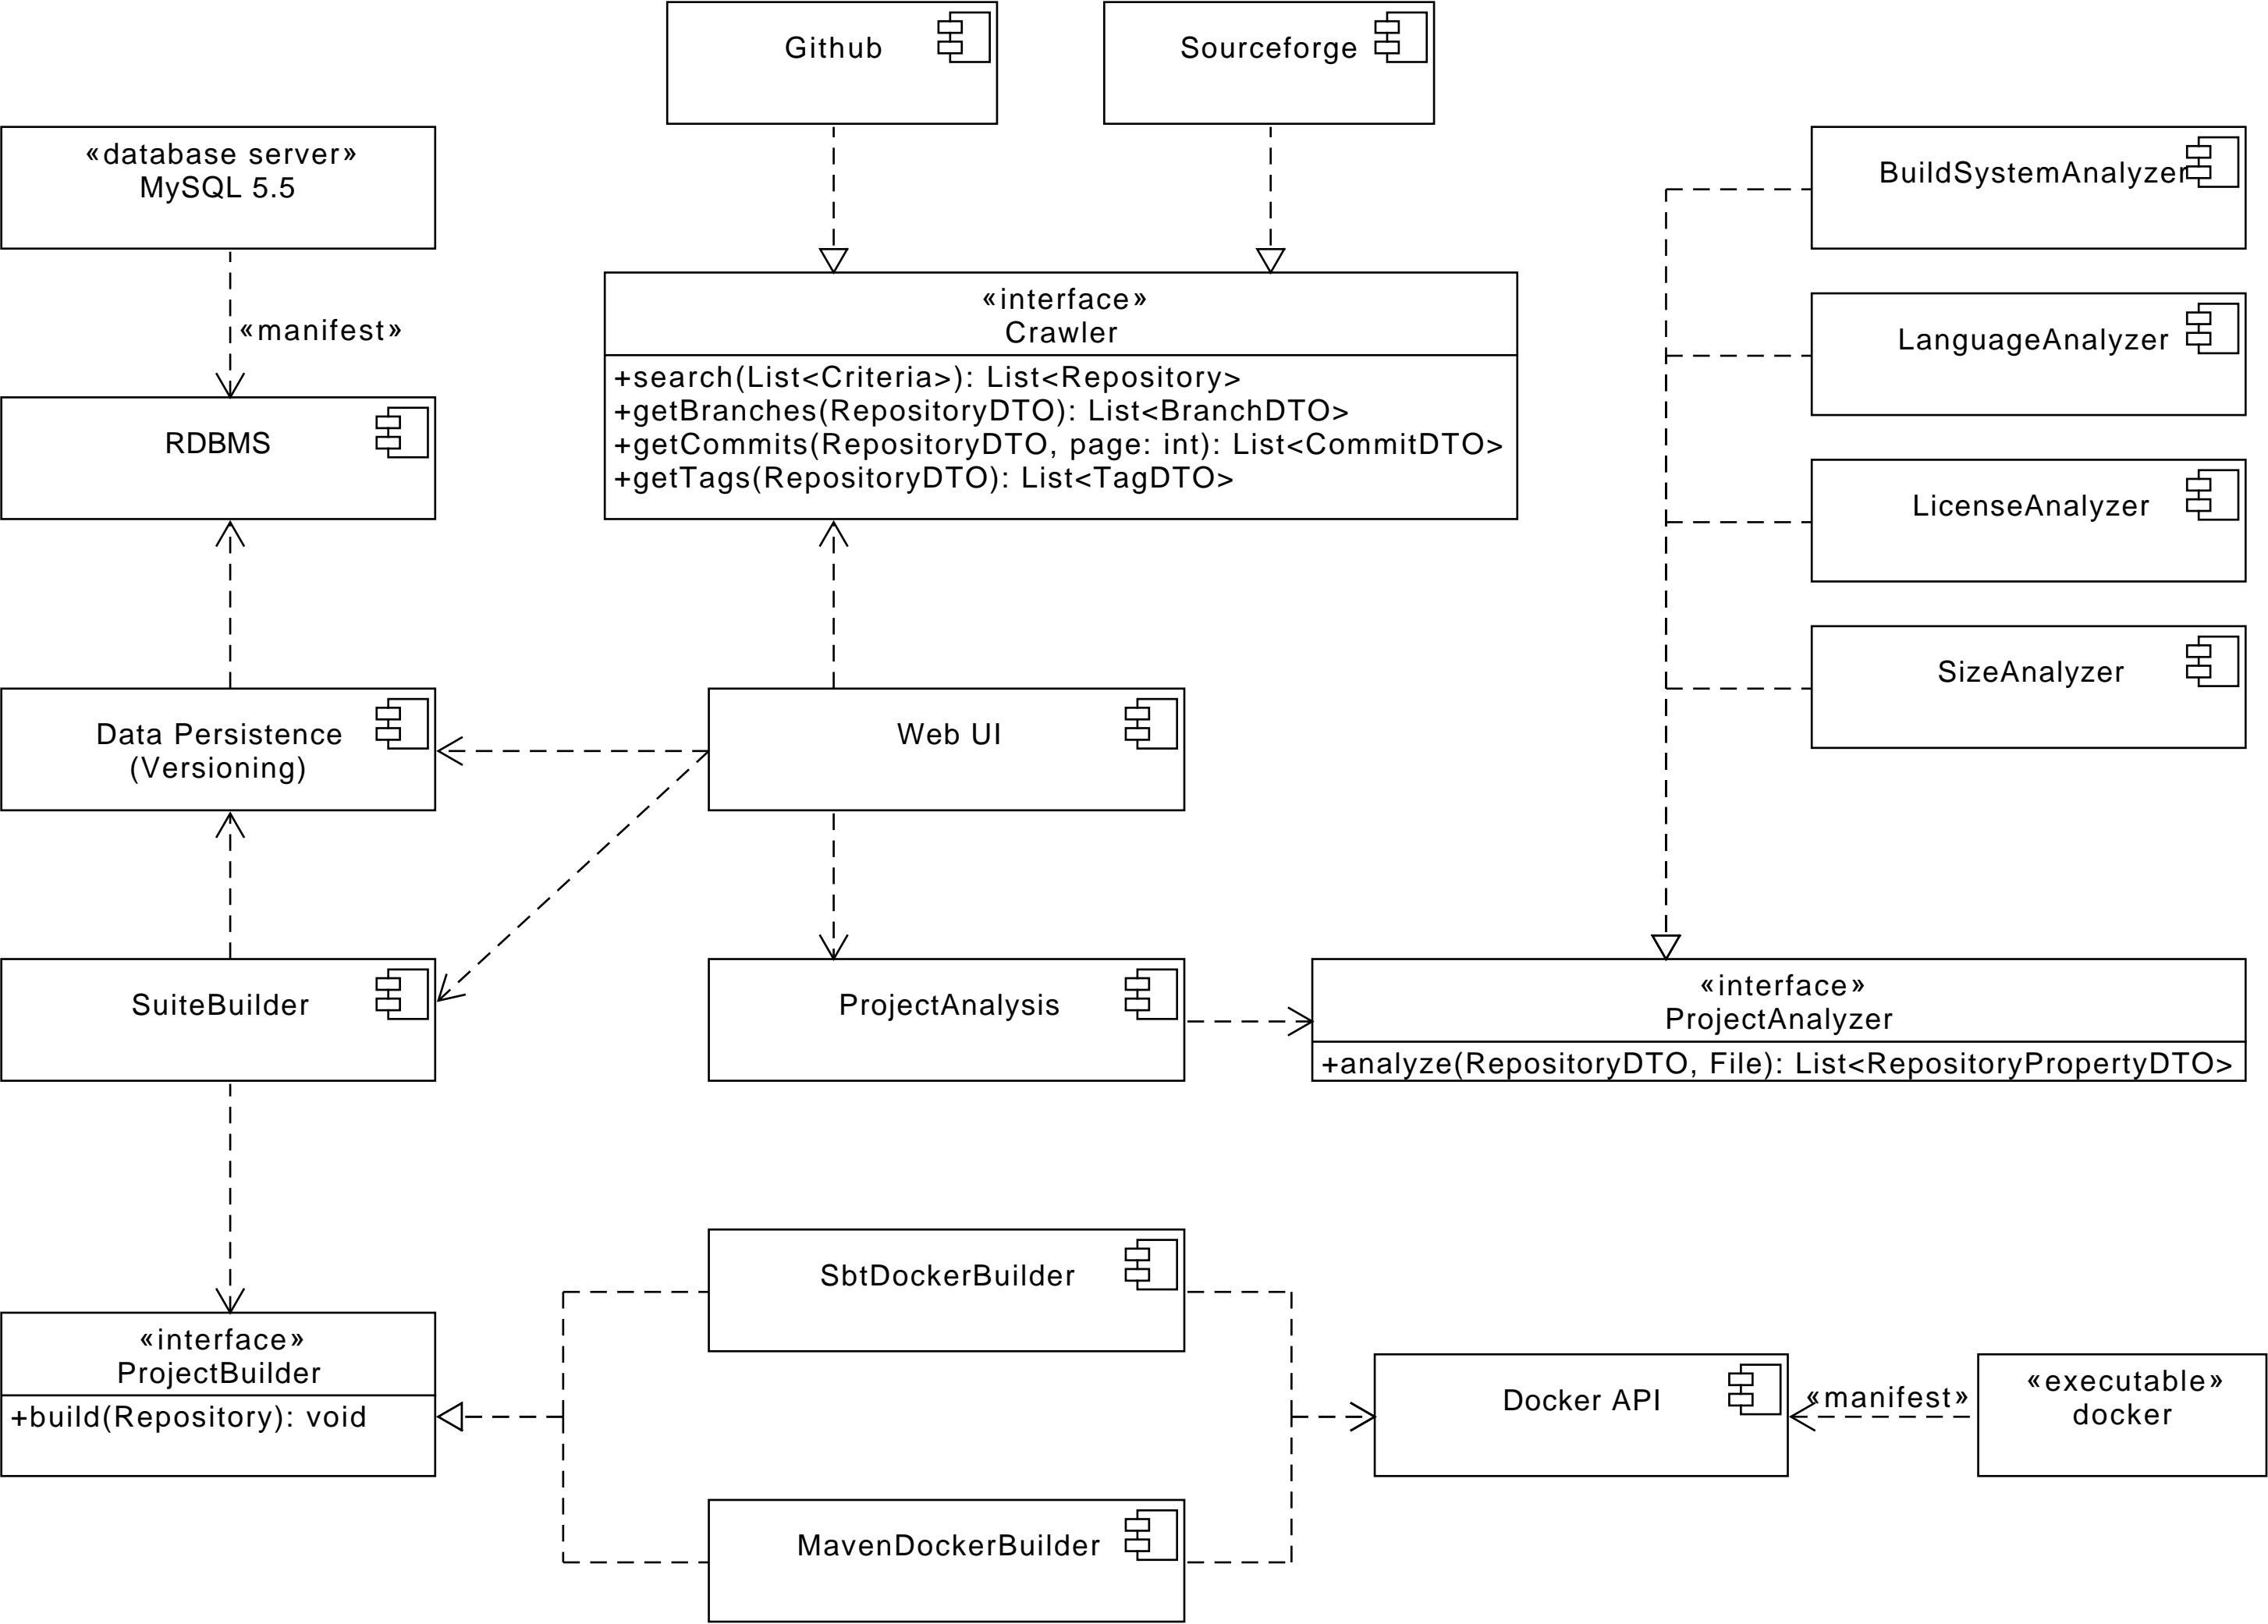 Github
Sourceforge
«database server»
MySQL 5.5
BuildSystemAnalyzer
«manifest»
«interface»
Crawler
+search(List<Criteria>): List<Repository>
+getBranches(RepositoryDTO): List<BranchDTO>
+getCommits(RepositoryDTO, page: int): List<CommitDTO>
+getTags(RepositoryDTO): List<TagDTO>
LanguageAnalyzer
RDBMS
LicenseAnalyzer
SizeAnalyzer
Data Persistence
(Versioning)
Web UI
SuiteBuilder
ProjectAnalysis
«interface»
ProjectAnalyzer
+analyze(RepositoryDTO, File): List<RepositoryPropertyDTO>
SbtDockerBuilder
«interface»
ProjectBuilder
+build(Repository): void
Docker API
«manifest»
«executable»
docker
MavenDockerBuilder